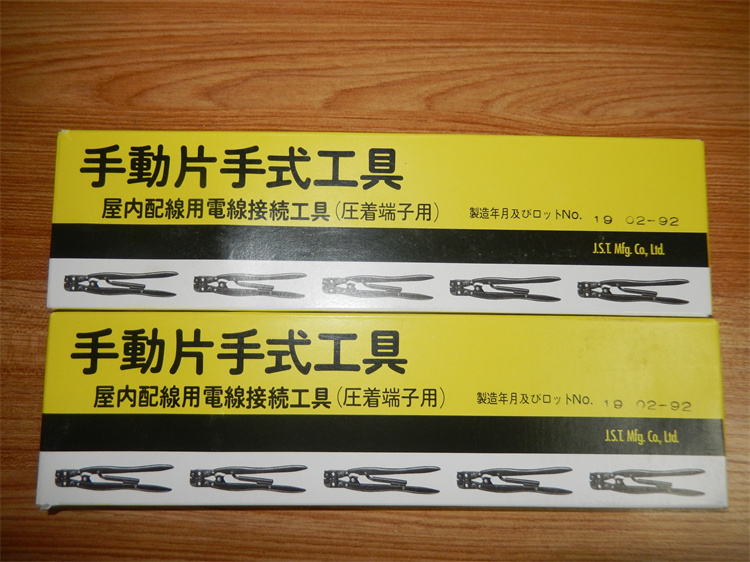 手動片手式工具
屋内配線用電線接続工具(圧着端子用) 製造年月及びロットNo. 19 02-92
J.S.T. Mfg. Co., Ltd.
手動片手式工具
屋内配線用電線接続工具(圧着端子用) 製造年月及びロットNo. 19 02-92
J.S.T. Mfg. Co., Ltd.